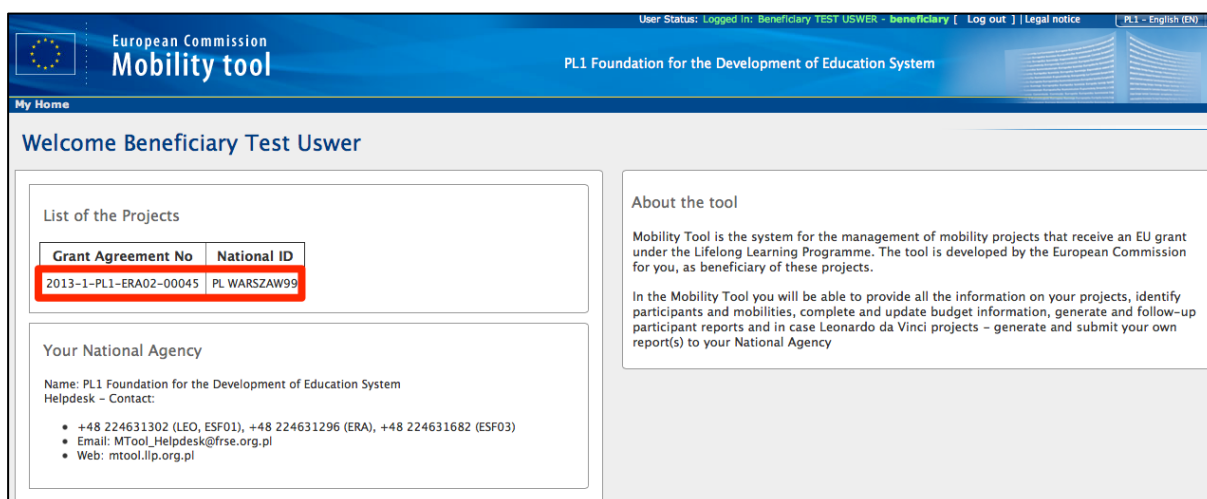 User Status: Logged in: Beneficiary TEST USWER - beneficiary [ Log out ] | Legal notice
PL1 - English (EN)
European Commission
Mobility tool
PL1 Foundation for the Development of Education System
My Home
Welcome Beneficiary Test Uswer
List of the Projects
Grant Agreement No National ID
2013-1-PL1-ERA02-00045 PL WARSZAW99
Your National Agency
Name: PL1 Foundation for the Development of Education System
Helpdesk - Contact:
• +48 224631302 (LEO, ESF01), +48 224631296 (ERA), +48 224631682 (ESF03)
• Email: MTool_Helpdesk@frse.org.pl
• Web: mtool.llp.org.pl
About the tool
Mobility Tool is the system for the management of mobility projects that receive an EU grant
under the Lifelong Learning Programme. The tool is developed by the European Commission
for you, as beneficiary of these projects.
In the Mobility Tool you will be able to provide all the information on your projects, identify
participants and mobilities, complete and update budget information, generate and follow-up
participant reports and in case Leonardo da Vinci projects - generate and submit your own
report(s) to your National Agency